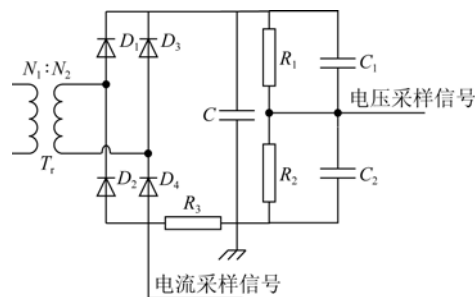 D₁ D₃
N₁∶N₂
R₁
C₁
C
电压采样信号
Tᵣ
D₂ D₄
R₂
C₂
R₃
电流采样信号